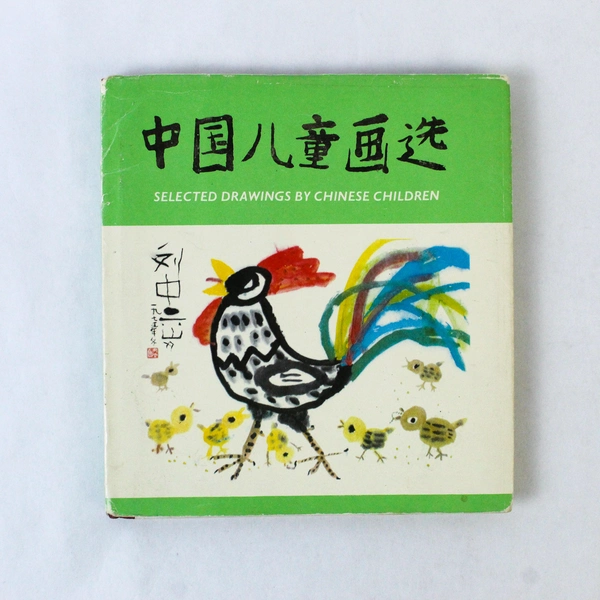 中国儿童画选
SELECTED DRAWINGS BY CHINESE CHILDREN
刘中